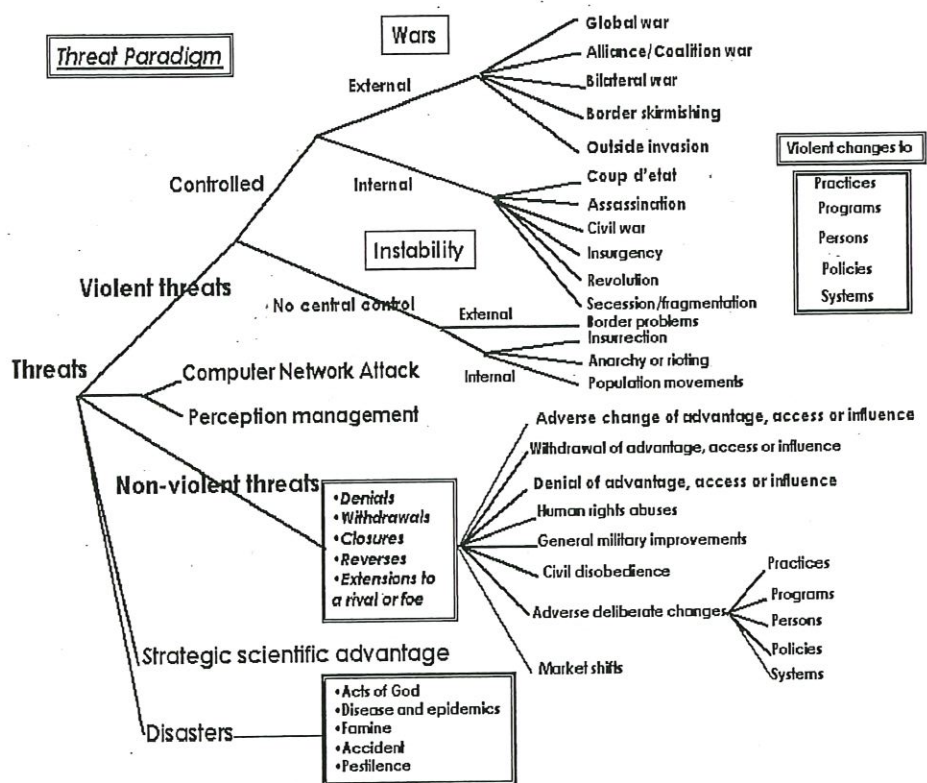 Threat Paradigm
Wars
Global war
Alliance/Coalition war
External
Bilateral war
Border skirmishing
Outside invasion
Violent changes to
Practices
Programs
Persons
Policies
Systems
Controlled
Internal
Coup d'etat
Assassination
Civil war
Insurgency
Revolution
Secession/fragmentation
Instability
Violent threats
No central control
External
Border problems
Insurrection
Internal
Anarchy or rioting
Population movements
Threats
Computer Network Attack
Perception management
Non-violent threats
•Denials
•Withdrawals
•Closures
•Reverses
•Extensions to
a rival or foe
Adverse change of advantage, access or influence
Withdrawal of advantage, access or influence
Denial of advantage, access or influence
Human rights abuses
General military improvements
Civil disobedience
Adverse deliberate changes
Practices
Programs
Persons
Policies
Systems
Market shifts
Strategic scientific advantage
Disasters
•Acts of God
•Disease and epidemics
•Famine
•Accident
•Pestilence